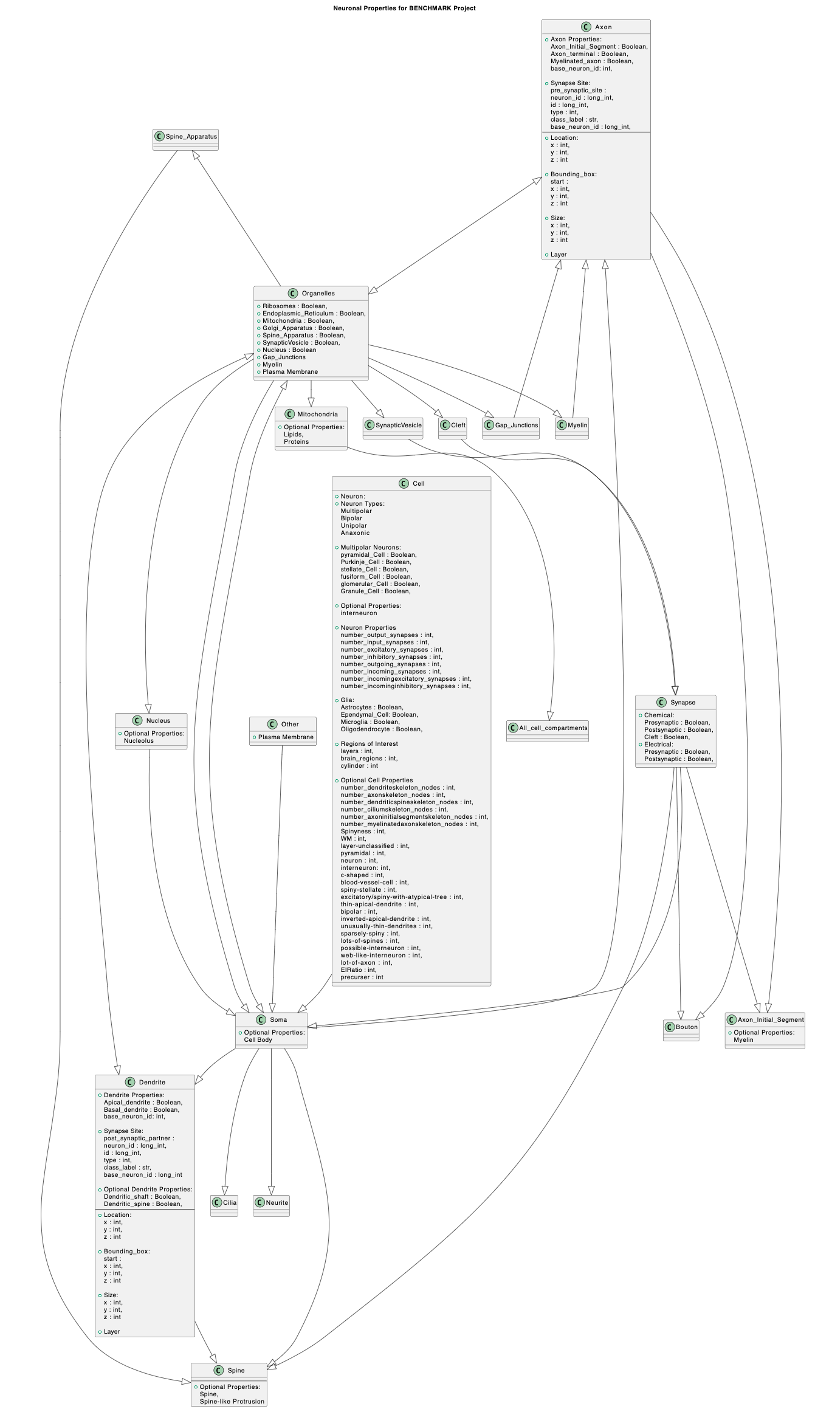 Neuronal Properties for BENCHMARK Project
C Axon
Axon Properties:
Axon_Initial_Segment : Boolean,
Axon_terminal : Boolean,
Myelinated_axon : Boolean,
base_neuron_id: int,
Synapse Site:
pre_synaptic_site :
neuron_id : long_int,
id : long_int,
type : int,
class_label : str,
base_neuron_id : long_int.
Location:
x : int,
y : int,
z : int
Bounding_box:
start :
x : int,
y : int,
z : int
Size:
x : int,
y : int,
z : int
Layer
C Spine_Apparatus
C Organelles
Ribosomes : Boolean,
Endoplasmic_Reticulum : Boolean,
Mitochondria : Boolean,
Golgi_Apparatus : Boolean,
Spine_Apparatus : Boolean,
SynapticVesicle : Boolean,
Nucleus : Boolean
Gap_Junctions
Myelin
Plasma Membrane
C Mitochondria
Optional Properties:
Lipids,
Proteins
C SynapticVesicle
C Cleft
C Gap_Junctions
C Myelin
C Cell
Neuron:
Neuron Types:
Multipolar
Bipolar
Unipolar
Anaxonic
Multipolar Neurons:
pyramidal_Cell : Boolean,
Purkinje_Cell : Boolean,
stellate_Cell : Boolean,
fusiform_Cell : Boolean,
glomerular_Cell : Boolean,
Granule_Cell : Boolean,
Optional Properties:
interneuron
Neuron Properties
number_output_synapses : int,
number_input_synapses : int,
number_excitatory_synapses : int,
number_inhibitory_synapses : int,
number_outgoing_synapses : int,
number_incoming_synapses : int,
number_incomingexcitatory_synapses : int,
number_incominginhibitory_synapses : int,
Glia:
Astrocytes : Boolean,
Ependymal_Cell: Boolean,
Microglia : Boolean,
Oligodendrocyte : Boolean,
Regions of Interest
layers : int,
brain_regions : int,
cylinder : int
Optional Cell Properties
number_dendriteskeleton_nodes : int,
number_axonskeleton_nodes : int,
number_dendriticspineskeleton_nodes : int,
number_ciliumskeleton_nodes : int,
number_axoninitialsegmentskeleton_nodes : int,
number_myelinatedaxonskeleton_nodes : int,
Spinyness : int,
WM : int,
layer-unclassified : int,
pyramidal : int,
neuron : int,
interneuron: int,
c-shaped : int,
blood-vessel-cell : int,
spiny-stellate : int,
excitatory/spiny-with-atypical-tree : int,
thin-apical-dendrite : int,
bipolar : int,
inverted-apical-dendrite : int,
unusually-thin-dendrites : int,
sparsely-spiny : int,
lots-of-spines : int,
possible-interneuron : int,
web-like-interneuron : int,
lot-of-axon : int,
EIRatio : int,
precurser : int
C Nucleus
Optional Properties:
Nucleolus
C Other
Plasma Membrane
C All_cell_compartments
C Synapse
Chemical:
Presynaptic : Boolean,
Postsynaptic : Boolean,
Cleft : Boolean,
Electrical:
Presynaptic : Boolean,
Postsynaptic : Boolean,
C Soma
Optional Properties:
Cell Body
C Bouton
C Axon_Initial_Segment
Optional Properties:
Myelin
C Dendrite
Dendrite Properties:
Apical_dendrite : Boolean,
Basal_dendrite : Boolean,
base_neuron_id: int,
Synapse Site:
post_synaptic_partner :
neuron_id : long_int,
id : long_int,
type : int,
class_label : str,
base_neuron_id : long_int
Optional Dendrite Properties:
Dendritic_shaft : Boolean,
Dendritic_spine : Boolean,
Location:
x : int,
y : int,
z : int
Bounding_box:
start :
x : int,
y : int,
z : int
Size:
x : int,
y : int,
z : int
Layer
C Cilia
C Neurite
C Spine
Optional Properties:
Spine,
Spine-like Protrusion